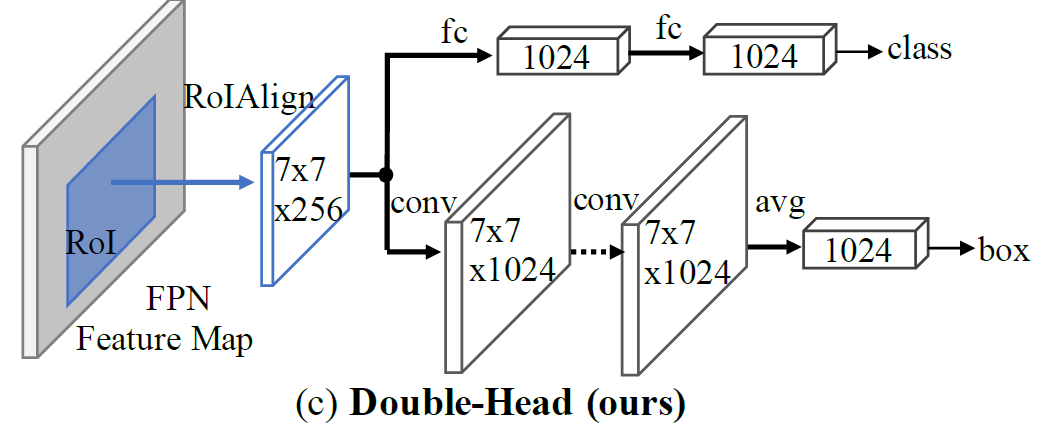 fc
1024
fc
1024
class
RoIAlign
7x7
x256
RoI
FPN
Feature Map
conv
7x7
x1024
conv
7x7
x1024
avg
1024
box
(c) Double-Head (ours)